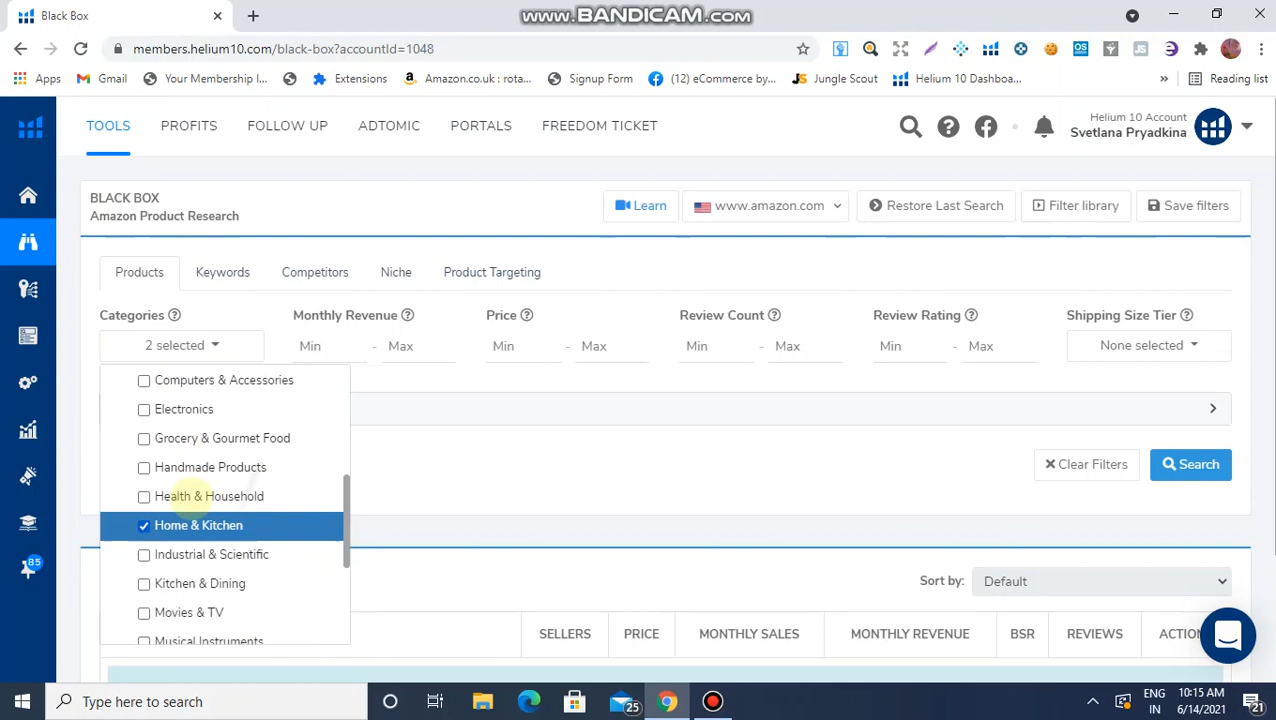 Black Box
www.BANDICAM.com
members.helium10.com/black-box?accountId=1048
Apps
Gmail
Your Membership I...
Extensions
Amazon.co.uk : rota...
Signup Form
(12) eCommerce by...
Jungle Scout
Helium 10 Dashboa...
Reading list
TOOLS
PROFITS
FOLLOW UP
ADTOMIC
PORTALS
FREEDOM TICKET
Helium 10 Account
Svetlana Pryadkina
BLACK BOX
Amazon Product Research
Learn
www.amazon.com
Restore Last Search
Filter library
Save filters
Products
Keywords
Competitors
Niche
Product Targeting
Categories
Monthly Revenue
Price
Review Count
Review Rating
Shipping Size Tier
2 selected
Min - Max
Min - Max
Min - Max
Min - Max
None selected
Computers & Accessories
Electronics
Grocery & Gourmet Food
Handmade Products
Health & Household
Home & Kitchen
Industrial & Scientific
Kitchen & Dining
Movies & TV
Musical Instruments
Clear Filters
Search
85
Sort by:
Default
SELLERS
PRICE
MONTHLY SALES
MONTHLY REVENUE
BSR
REVIEWS
ACTION
Type here to search
25
ENG
IN
10:15 AM
6/14/2021
21